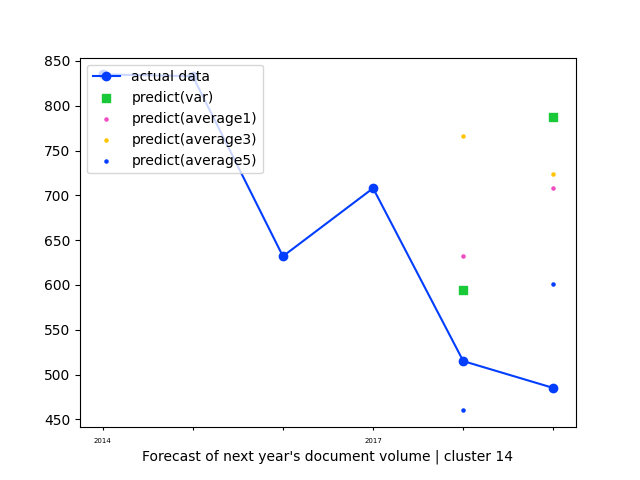 850
800
750
700
650
600
550
500
450
2014
2017
actual data
predict(var)
predict(average1)
predict(average3)
predict(average5)
Forecast of next year's document volume | cluster 14